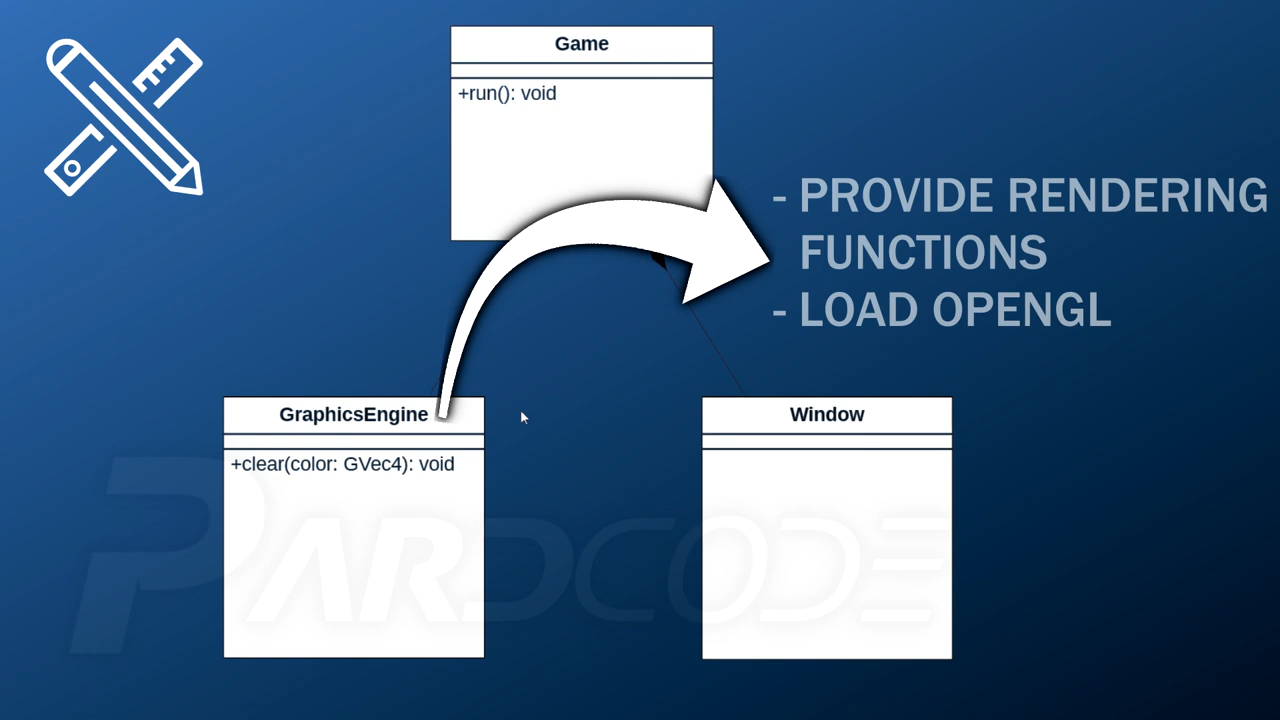 Game
+run(): void
- PROVIDE RENDERING
FUNCTIONS
- LOAD OPENGL
GraphicsEngine
Window
+clear(color: GVec4): void
PARDCODE